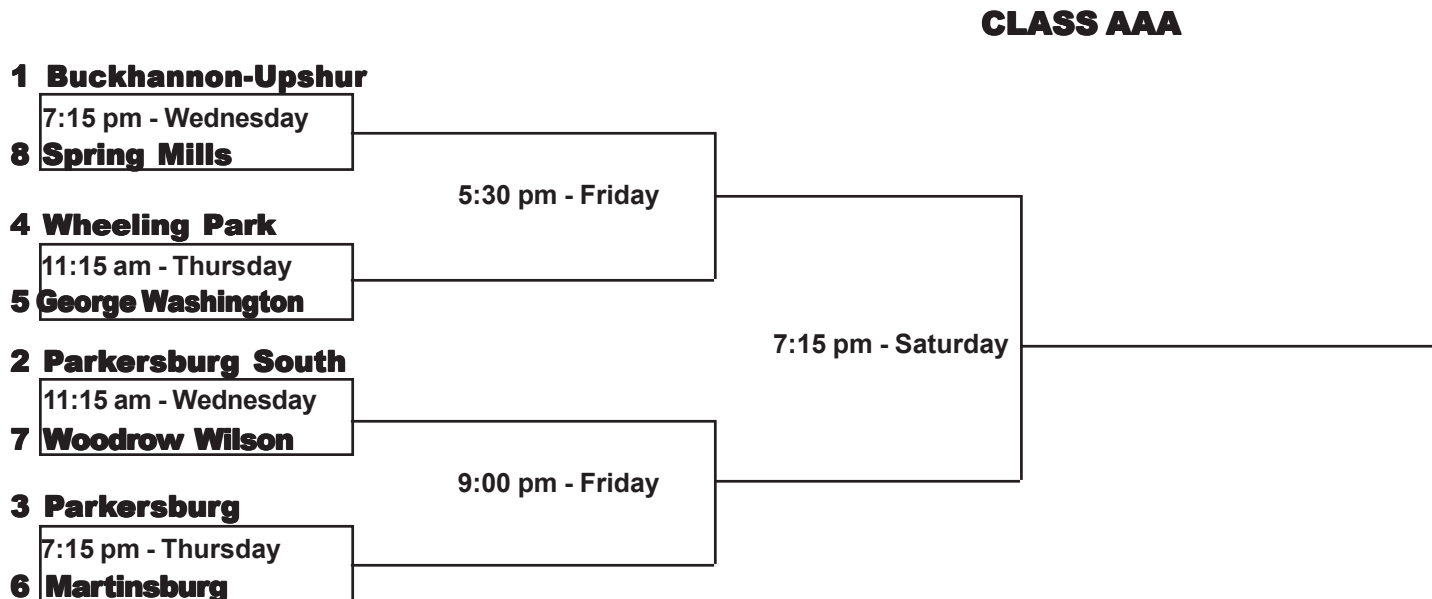 CLASS AAA
1 Buckhannon-Upshur
7:15 pm - Wednesday
8 Spring Mills
5:30 pm - Friday
4 Wheeling Park
11:15 am - Thursday
5 George Washington
7:15 pm - Saturday
2 Parkersburg South
11:15 am - Wednesday
7 Woodrow Wilson
9:00 pm - Friday
3 Parkersburg
7:15 pm - Thursday
6 Martinsburg